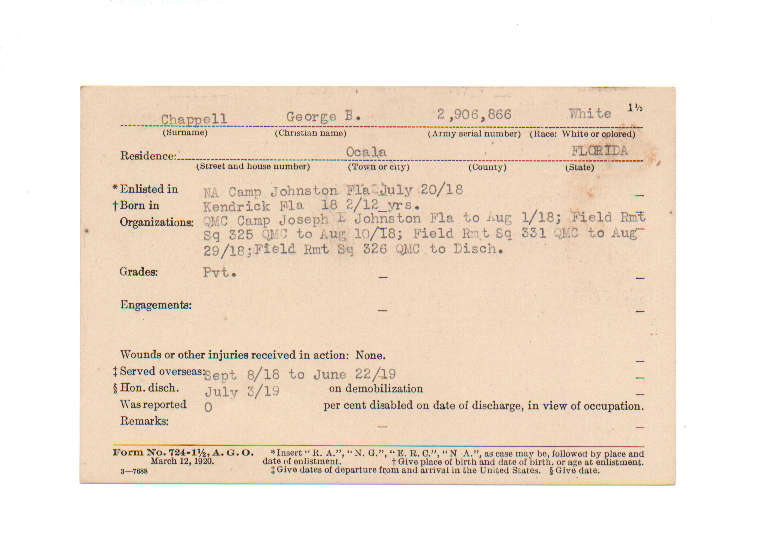 Chappell George B. 2,906,866 White 1½
(Surname) (Christian name) (Army serial number) (Race: White or colored)
Residence: Ocala FLORIDA
(Street and house number) (Town or city) (County) (State)
* Enlisted in NA Camp Johnston Fla July 20/18 –
† Born in Kendrick Fla 18 2/12 yrs.
Organizations: QMC Camp Joseph E Johnston Fla to Aug 1/18; Field Rmt
Sq 325 QMC to Aug 10/18; Field Rmt Sq 331 QMC to Aug
29/18;Field Rmt Sq 326 QMC to Disch.
Grades: Pvt. – –
Engagements: – –
Wounds or other injuries received in action: None. –
‡ Served overseas: Sept 8/18 to June 22/19 –
§ Hon. disch. July 3/19 on demobilization –
Was reported 0 per cent disabled on date of discharge, in view of occupation.
Remarks: – –
Form No. 724-1½, A. G. O. * Insert "R. A.", "N. G.", "E. R. C.", "N A.", as case may be, followed by place and
March 12, 1920. date of enlistment. † Give place of birth and date of birth, or age at enlistment.
3—7688 ‡ Give dates of departure from and arrival in the United States. § Give date.